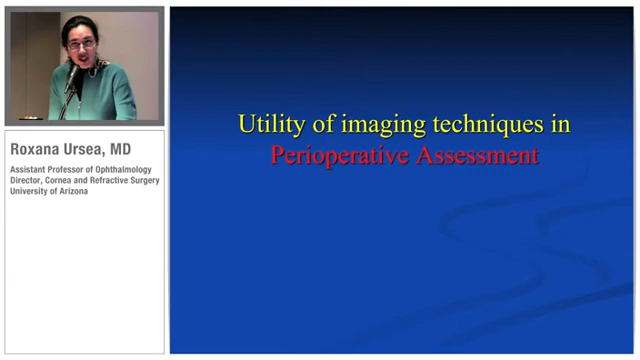 Roxana Ursea, MD
Assistant Professor of Ophthalmology
Director, Cornea and Refractive Surgery
University of Arizona
Utility of imaging techniques in
Perioperative Assessment